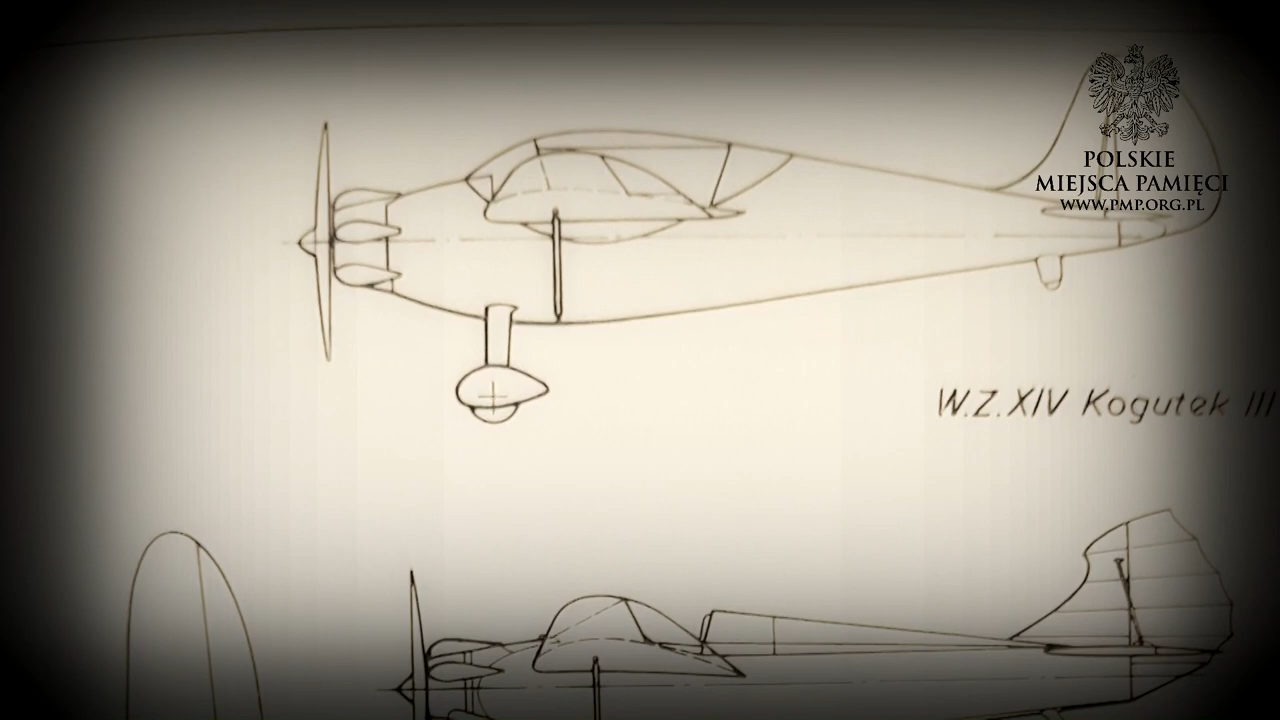 POLSKIE
MIEJSCA PAMIĘCI
WWW.PMP.ORG.PL
W.Z.XIV Kogutek III